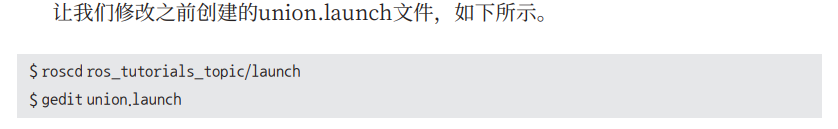 让我们修改之前创建的union.launch文件，如下所示。
$ roscd ros_tutorials_topic/launch
$ gedit union.launch